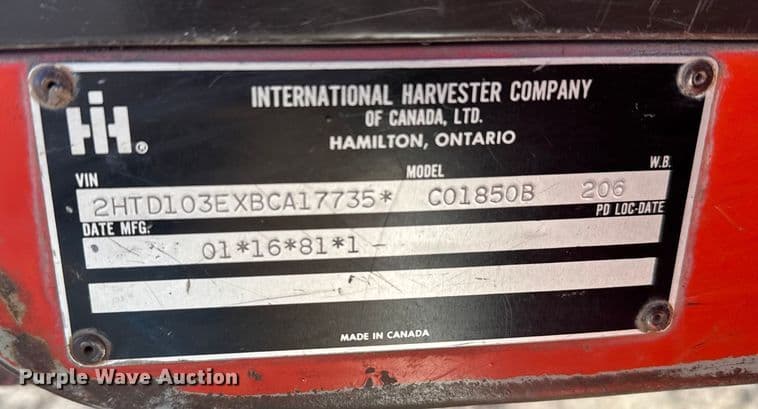 INTERNATIONAL HARVESTER COMPANY
OF CANADA, LTD.
HAMILTON, ONTARIO
IH®
VIN MODEL W.B.
2HTD103EXBCA17735* CO1850B 206
DATE MFG. PD LOC-DATE
01*16*81*1 -
MADE IN CANADA
Purple Wave Auction